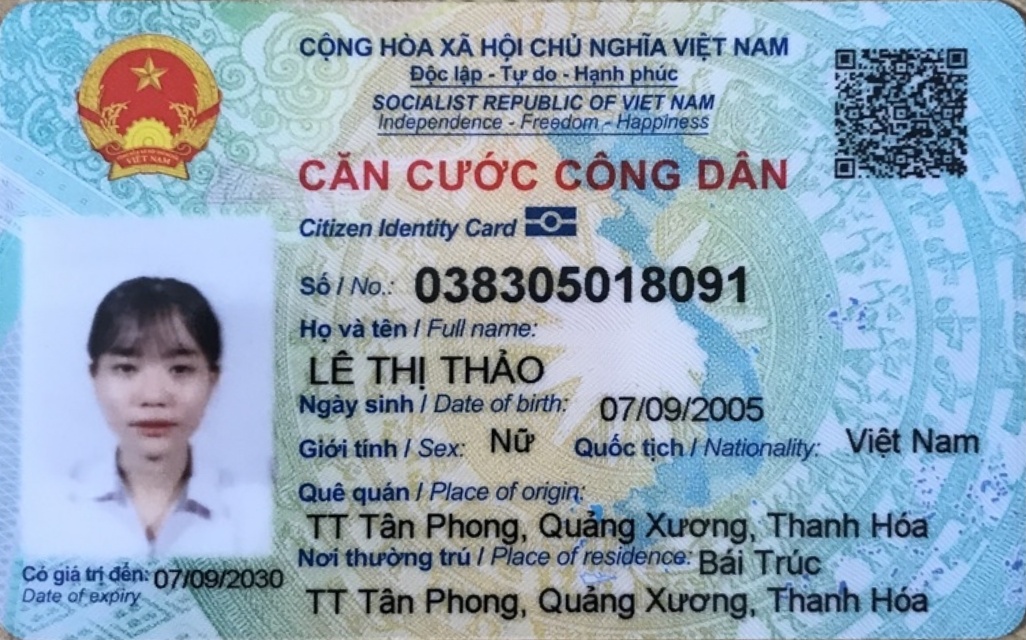 CỘNG HÒA XÃ HỘI CHỦ NGHĨA VIỆT NAM
Độc lập - Tự do - Hạnh phúc
SOCIALIST REPUBLIC OF VIET NAM
Independence - Freedom - Happiness
VIỆT NAM
CĂN CƯỚC CÔNG DÂN
Citizen Identity Card
Số / No.: 038305018091
Họ và tên / Full name:
LÊ THỊ THẢO
Ngày sinh / Date of birth: 07/09/2005
Giới tính / Sex: Nữ Quốc tịch / Nationality: Việt Nam
Quê quán / Place of origin:
TT Tân Phong, Quảng Xương, Thanh Hóa
Nơi thường trú / Place of residence: Bái Trúc
TT Tân Phong, Quảng Xương, Thanh Hóa
Có giá trị đến: 07/09/2030
Date of expiry